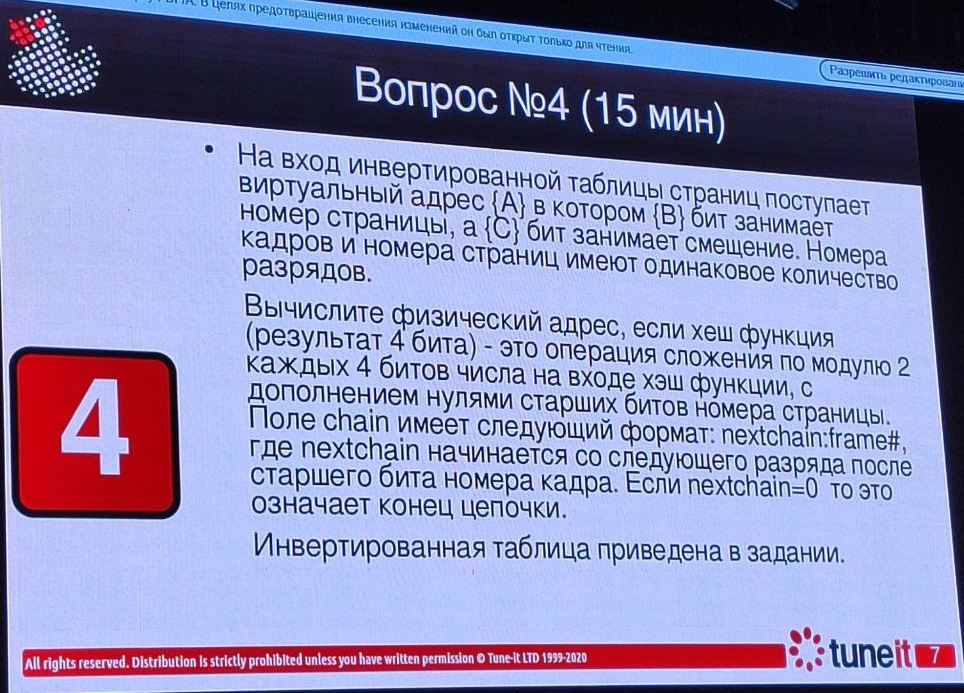 В целях предотвращения внесения изменений он был открыт только для чтения.
Разрешить редактировани
Вопрос №4 (15 мин)
• На вход инвертированной таблицы страниц поступает
виртуальный адрес {A} в котором {B} бит занимает
номер страницы, а {C} бит занимает смещение. Номера
кадров и номера страниц имеют одинаковое количество
разрядов.
Вычислите физический адрес, если хеш функция
(результат 4 бита) - это операция сложения по модулю 2
каждых 4 битов числа на входе хэш функции, с
дополнением нулями старших битов номера страницы.
Поле chain имеет следующий формат: nextchain:frame#,
где nextchain начинается со следующего разряда после
старшего бита номера кадра. Если nextchain=0 то это
означает конец цепочки.
Инвертированная таблица приведена в задании.
4
All rights reserved. Distribution is strictly prohibited unless you have written permission © Tune-it LTD 1999-2020
tuneit
7